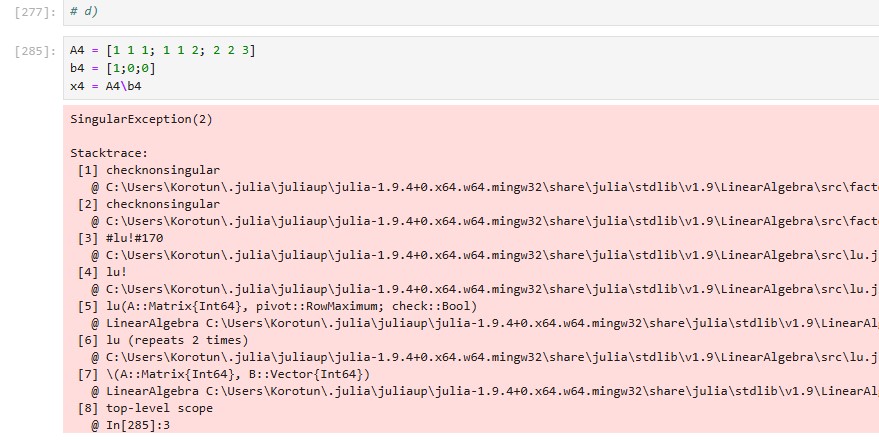 [277]: # d)
[285]: A4 = [1 1 1; 1 1 2; 2 2 3]
b4 = [1;0;0]
x4 = A4\b4
SingularException(2)
Stacktrace:
[1] checknonsingular
@ C:\Users\Korotun\.julia\juliaup\julia-1.9.4+0.x64.w64.mingw32\share\julia\stdlib\v1.9\LinearAlgebra\src\fact
[2] checknonsingular
@ C:\Users\Korotun\.julia\juliaup\julia-1.9.4+0.x64.w64.mingw32\share\julia\stdlib\v1.9\LinearAlgebra\src\fact
[3] #lu!#170
@ C:\Users\Korotun\.julia\juliaup\julia-1.9.4+0.x64.w64.mingw32\share\julia\stdlib\v1.9\LinearAlgebra\src\lu.j
[4] lu!
@ C:\Users\Korotun\.julia\juliaup\julia-1.9.4+0.x64.w64.mingw32\share\julia\stdlib\v1.9\LinearAlgebra\src\lu.j
[5] lu(A::Matrix{Int64}, pivot::RowMaximum; check::Bool)
@ LinearAlgebra C:\Users\Korotun\.julia\juliaup\julia-1.9.4+0.x64.w64.mingw32\share\julia\stdlib\v1.9\LinearAl
[6] lu (repeats 2 times)
@ C:\Users\Korotun\.julia\juliaup\julia-1.9.4+0.x64.w64.mingw32\share\julia\stdlib\v1.9\LinearAlgebra\src\lu.j
[7] \(A::Matrix{Int64}, B::Vector{Int64})
@ LinearAlgebra C:\Users\Korotun\.julia\juliaup\julia-1.9.4+0.x64.w64.mingw32\share\julia\stdlib\v1.9\LinearAl
[8] top-level scope
@ In[285]:3